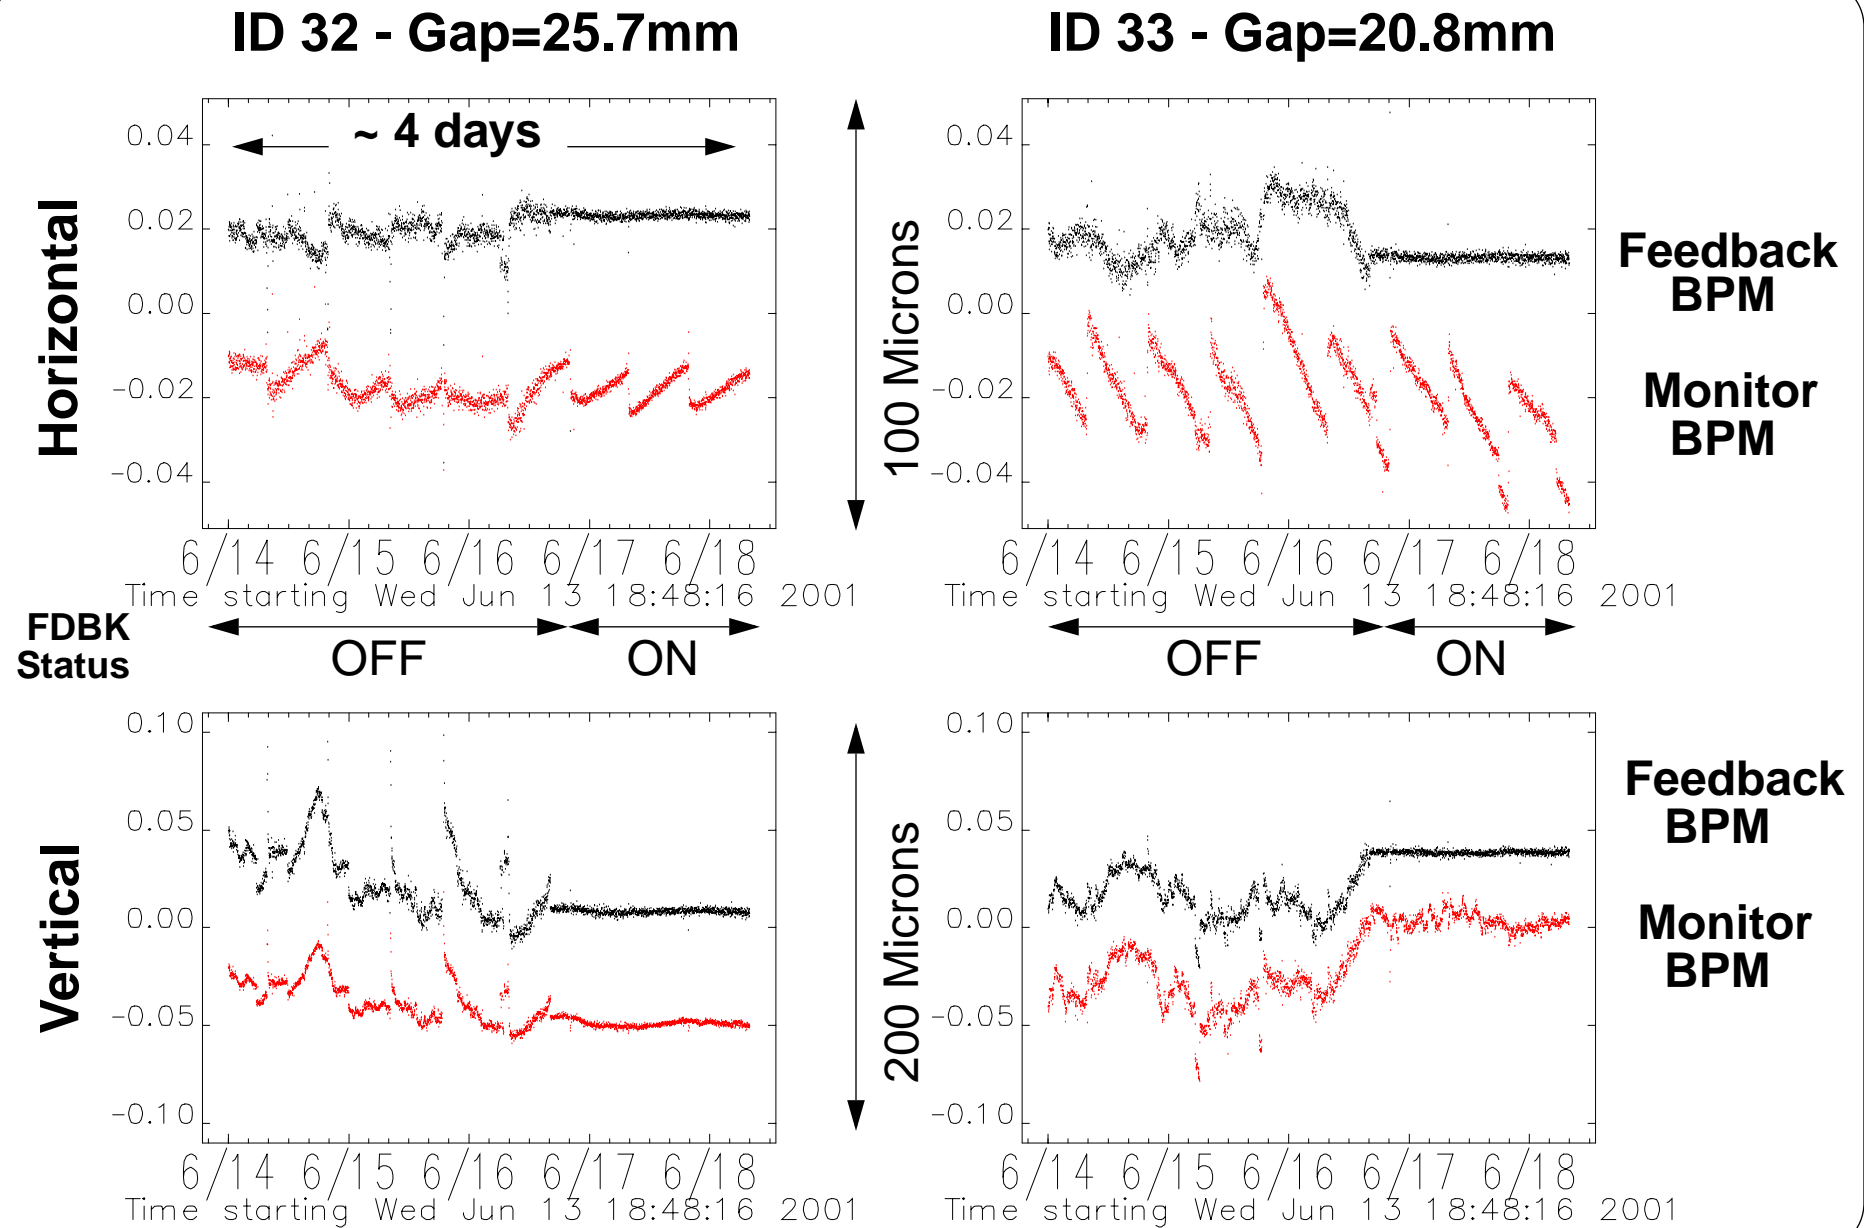 ID 32 - Gap=25.7mm
ID 33 - Gap=20.8mm
Horizontal
0.04
0.02
0.00
-0.02
-0.04
~ 4 days
6/14 6/15 6/16 6/17 6/18
Time starting Wed Jun 13 18:48:16 2001
100 Microns
0.04
0.02
0.00
-0.02
-0.04
6/14 6/15 6/16 6/17 6/18
Time starting Wed Jun 13 18:48:16 2001
Feedback
BPM
Monitor
BPM
FDBK
Status
OFF
ON
OFF
ON
Vertical
0.10
0.05
0.00
-0.05
-0.10
6/14 6/15 6/16 6/17 6/18
Time starting Wed Jun 13 18:48:16 2001
200 Microns
0.10
0.05
0.00
-0.05
-0.10
6/14 6/15 6/16 6/17 6/18
Time starting Wed Jun 13 18:48:16 2001
Feedback
BPM
Monitor
BPM